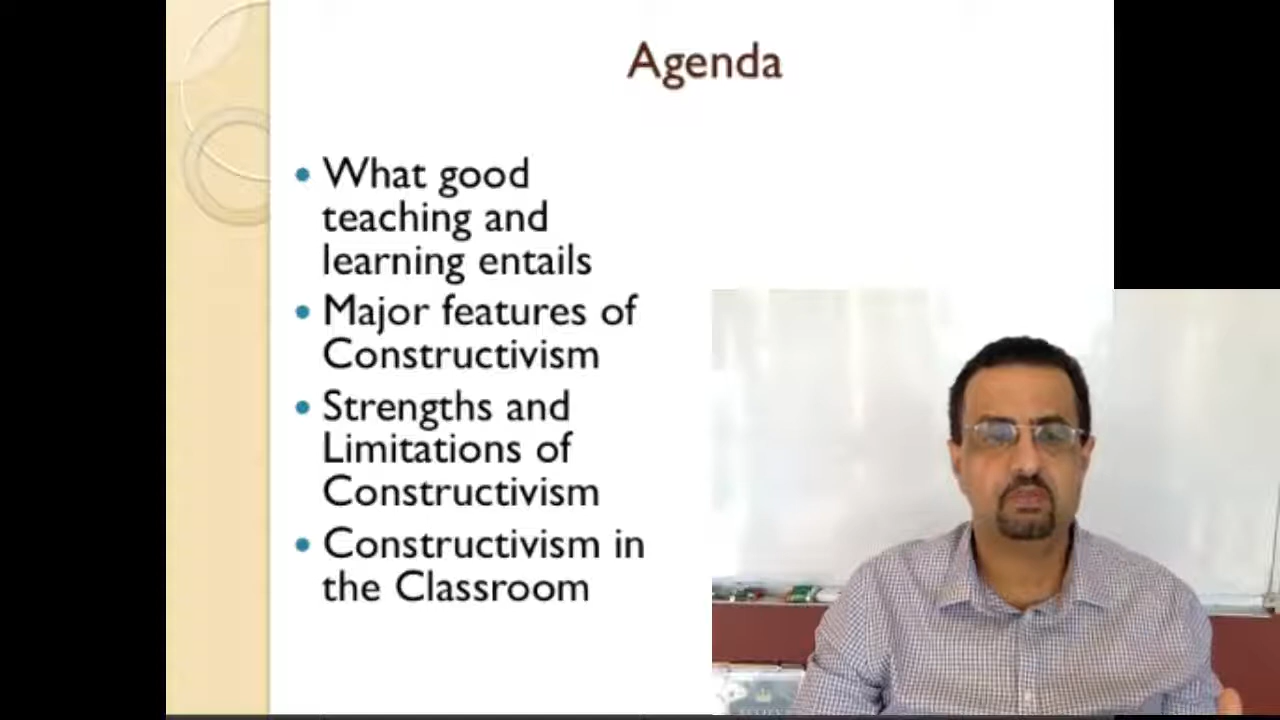 Agenda
• What good
teaching and
learning entails
• Major features of
Constructivism
• Strengths and
Limitations of
Constructivism
• Constructivism in
the Classroom